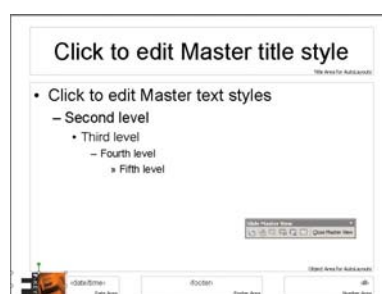 Click to edit Master title style
Title Area for AutoLayouts
• Click to edit Master text styles
– Second level
• Third level
– Fourth level
» Fifth level
Slide Master View
Close Master View
Object Area for AutoLayouts
<date/time>
<footer>
<#>
Date Area
Footer Area